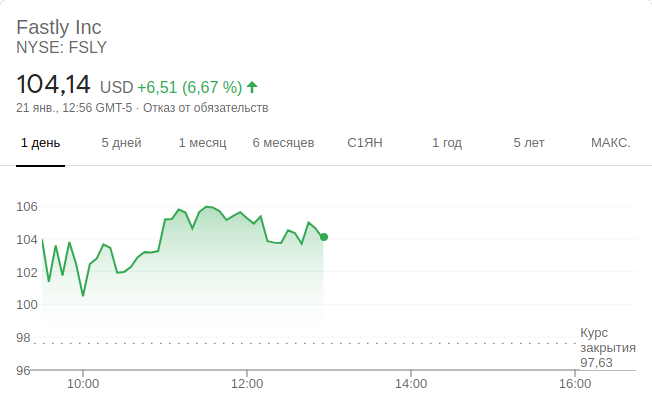 Fastly Inc
NYSE: FSLY
104,14 USD +6,51 (6,67 %)
21 янв., 12:56 GMT-5 · Отказ от обязательств
1 день 5 дней 1 месяц 6 месяцев С1ЯН 1 год 5 лет МАКС.
106
104
102
100
98
96
Курс
закрытия
97,63
10:00 12:00 14:00 16:00